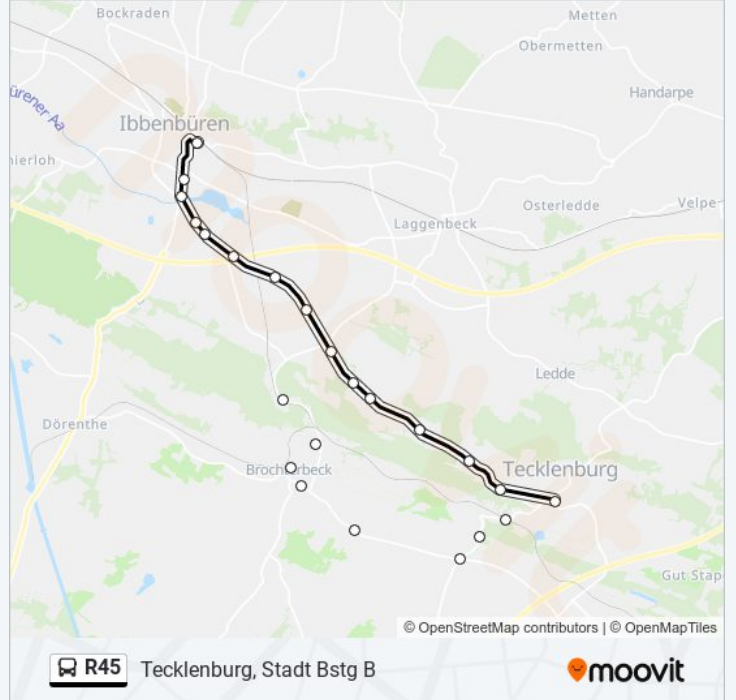 Bockraden
Metten
Obermetten
Handarpe
ürener Aa
Ibbenbüren
nierloh
Osterledde
Velpe
Laggenbeck
Ledde
Dörenthe
Tecklenburg
Brochterbeck
Gut Stap
© OpenStreetMap contributors | © OpenMapTiles
R45 Tecklenburg, Stadt Bstg B
moovit